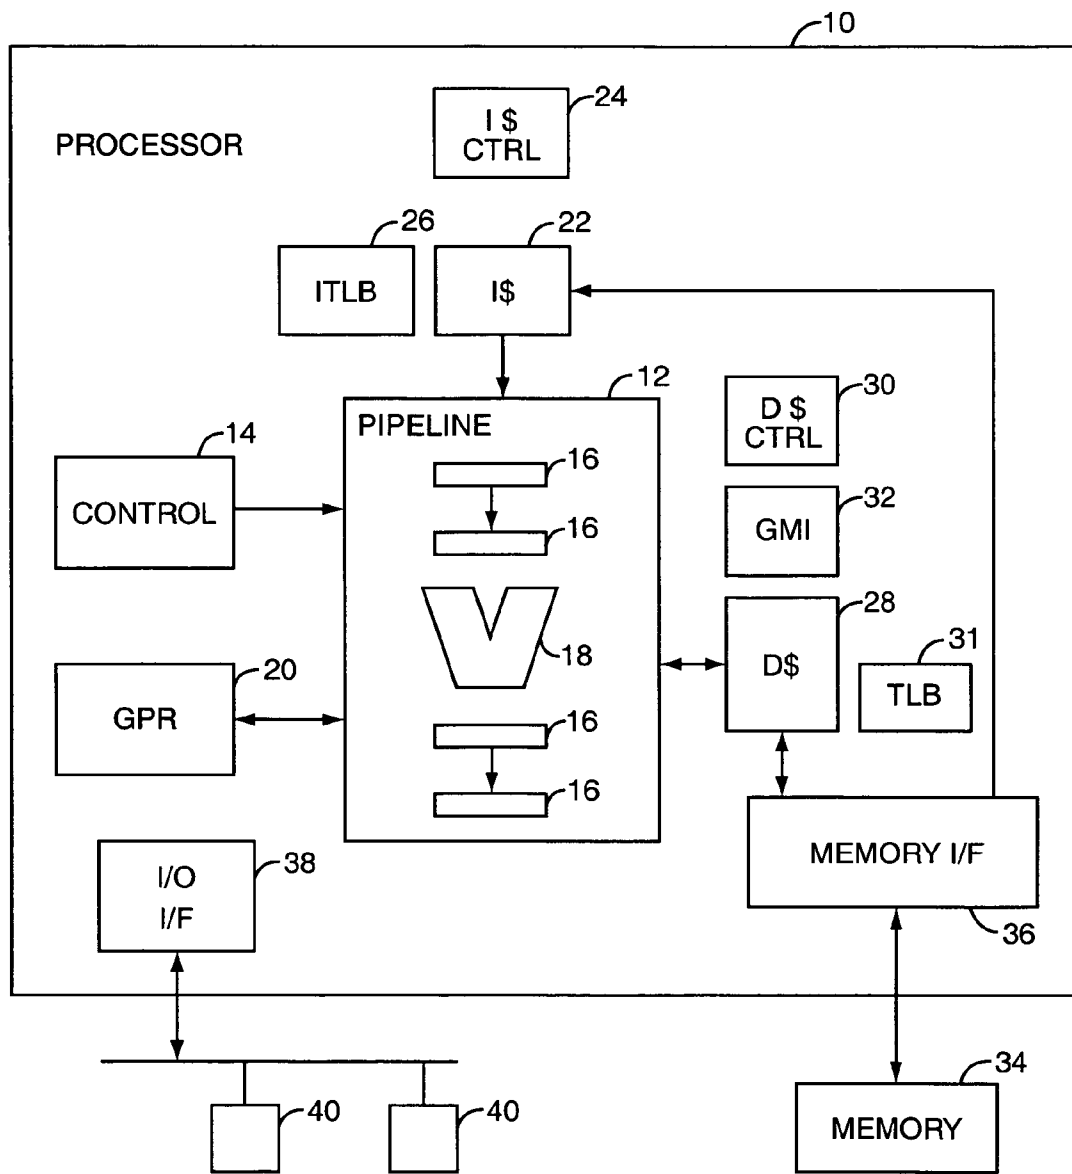 10
PROCESSOR
I $
CTRL
24
26
22
ITLB
I$
12
PIPELINE
30
D $
CTRL
14
CONTROL
16
16
32
GMI
28
18
D$
31
TLB
20
GPR
16
16
MEMORY I/F
36
I/O
I/F
38
34
MEMORY
40
40